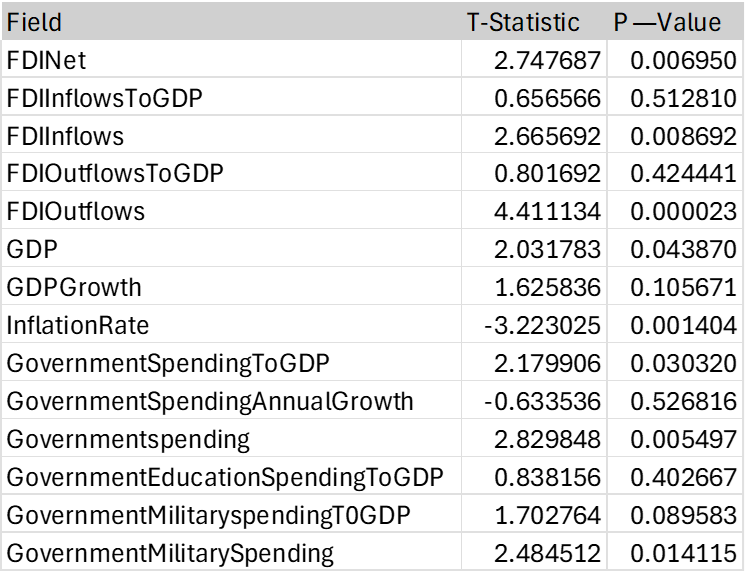 Field T-Statistic P —Value
FDINet 2.747687 0.006950
FDIInflowsToGDP 0.656566 0.512810
FDIInflows 2.665692 0.008692
FDIOutflowsToGDP 0.801692 0.424441
FDIOutflows 4.411134 0.000023
GDP 2.031783 0.043870
GDPGrowth 1.625836 0.105671
InflationRate -3.223025 0.001404
GovernmentSpendingToGDP 2.179906 0.030320
GovernmentSpendingAnnualGrowth -0.633536 0.526816
Governmentspending 2.829848 0.005497
GovernmentEducationSpendingToGDP 0.838156 0.402667
GovernmentMilitaryspendingT0GDP 1.702764 0.089583
GovernmentMilitarySpending 2.484512 0.014115